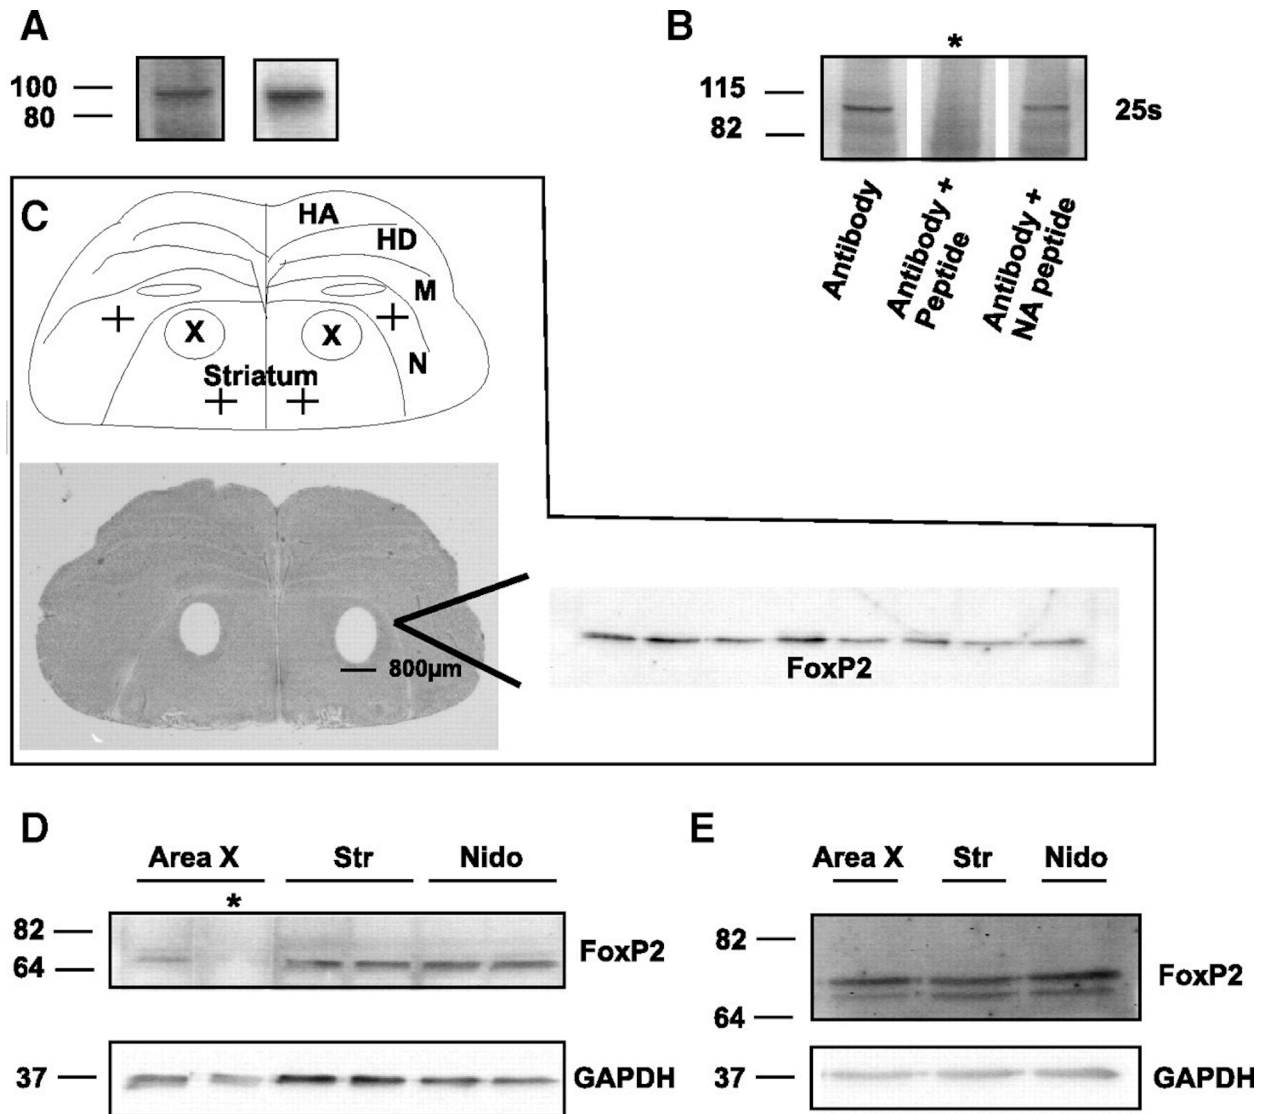 A
100
80
B
*
115
82
25s
Antibody
Antibody +
Peptide
Antibody +
NA peptide
C
HA
HD
M
X
X
N
Striatum
800µm
FoxP2
D
Area X
Str
Nido
*
82
64
FoxP2
37
GAPDH
E
Area X
Str
Nido
82
64
FoxP2
37
GAPDH